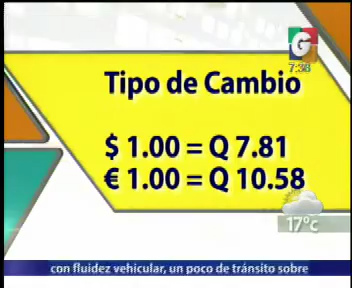 G
7:38
Tipo de Cambio
$ 1.00 = Q 7.81
€ 1.00 = Q 10.58
17°c
con fluidez vehicular, un poco de tránsito sobre